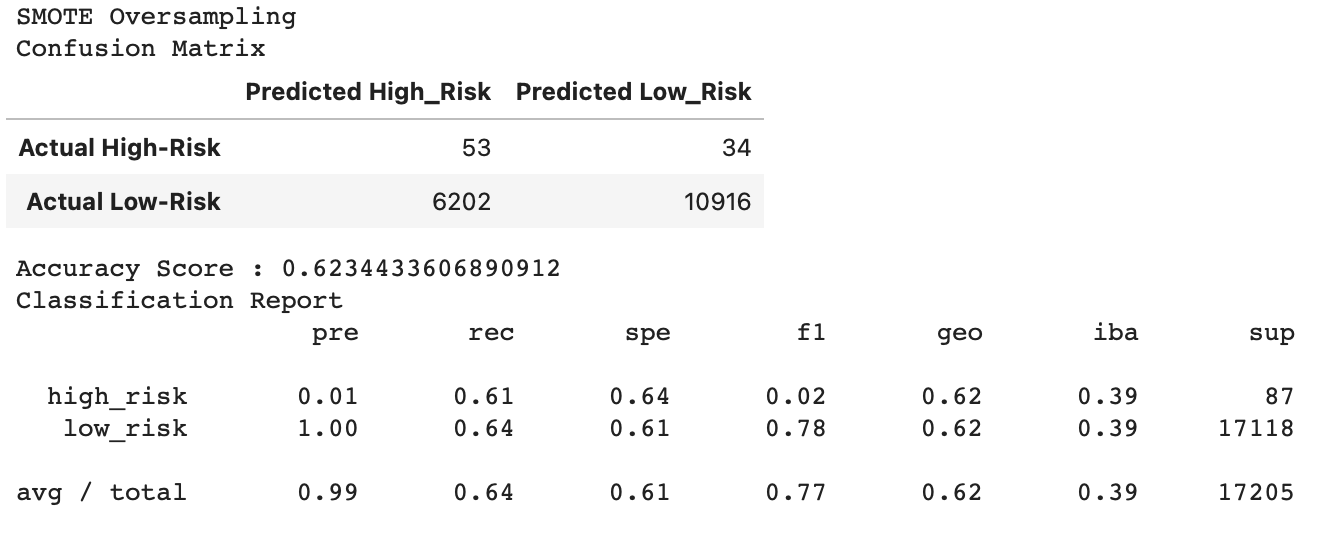 SMOTE Oversampling
Confusion Matrix
Predicted High_Risk Predicted Low_Risk
Actual High-Risk 53 34
Actual Low-Risk 6202 10916
Accuracy Score : 0.6234433606890912
Classification Report
pre rec spe f1 geo iba sup
high_risk 0.01 0.61 0.64 0.02 0.62 0.39 87
low_risk 1.00 0.64 0.61 0.78 0.62 0.39 17118
avg / total 0.99 0.64 0.61 0.77 0.62 0.39 17205